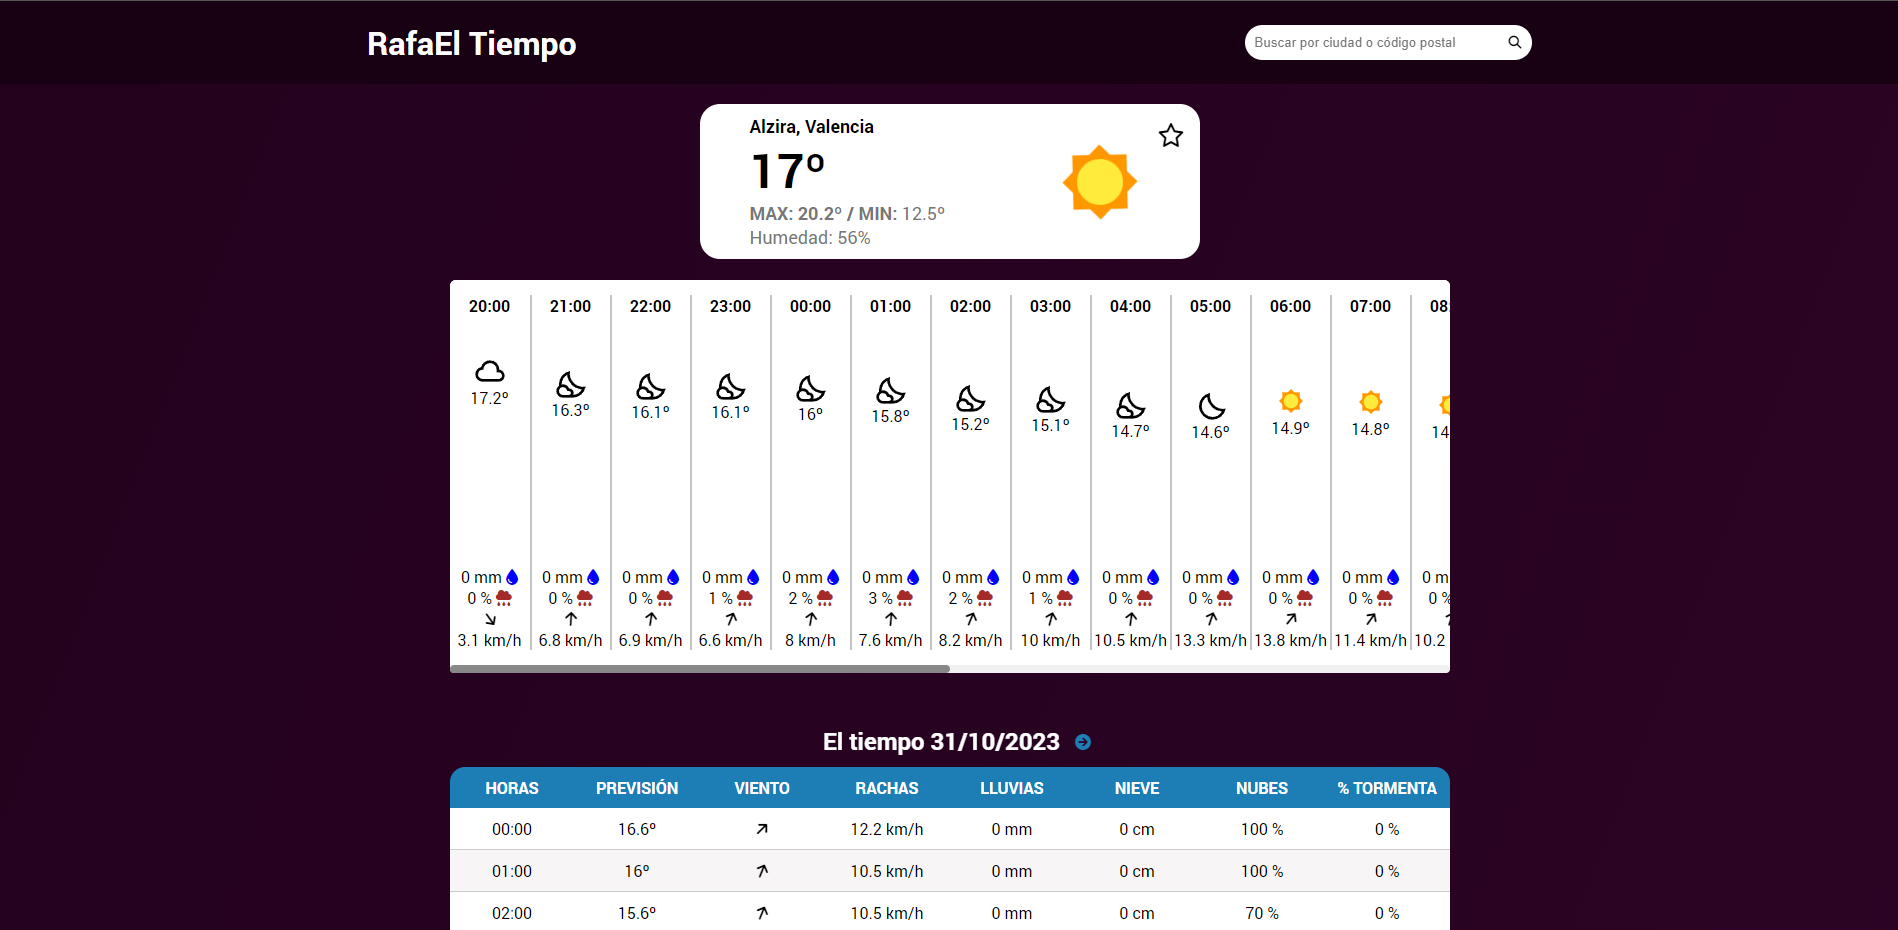 RafaEl Tiempo
Buscar por ciudad o código postal
Alzira, Valencia
17º
MAX: 20.2º / MIN: 12.5º
Humedad: 56%
20:00 21:00 22:00 23:00 00:00 01:00 02:00 03:00 04:00 05:00 06:00 07:00 08:
17.2º 16.3º 16.1º 16.1º 16º 15.8º 15.2º 15.1º 14.7º 14.6º 14.9º 14.8º 14
0 mm 0 mm 0 mm 0 mm 0 mm 0 mm 0 mm 0 mm 0 mm 0 mm 0 mm 0 mm 0 m
0 % 0 % 0 % 1 % 2 % 3 % 2 % 1 % 0 % 0 % 0 % 0 % 0 %
3.1 km/h 6.8 km/h 6.9 km/h 6.6 km/h 8 km/h 7.6 km/h 8.2 km/h 10 km/h 10.5 km/h 13.3 km/h 13.8 km/h 11.4 km/h 10.2
El tiempo 31/10/2023
HORAS PREVISIÓN VIENTO RACHAS LLUVIAS NIEVE NUBES % TORMENTA
00:00 16.6º 12.2 km/h 0 mm 0 cm 100 % 0 %
01:00 16º 10.5 km/h 0 mm 0 cm 100 % 0 %
02:00 15.6º 10.5 km/h 0 mm 0 cm 70 % 0 %